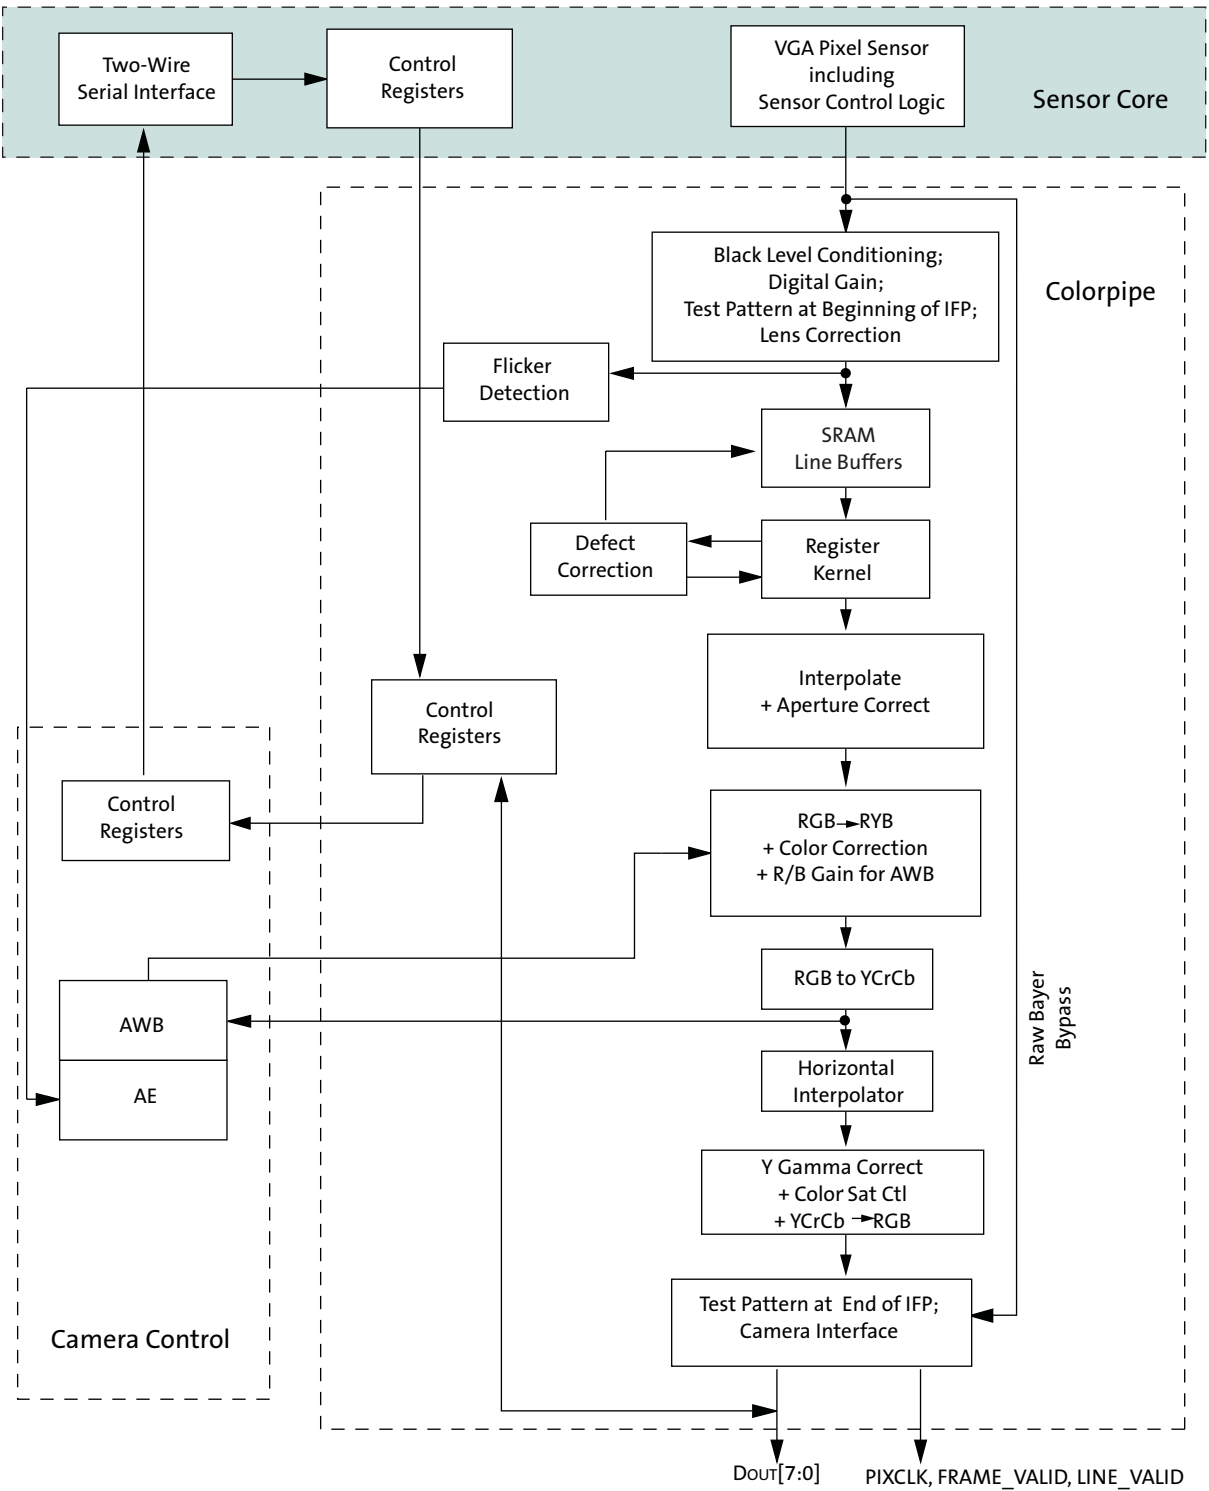 Two-Wire
Serial Interface
Control
Registers
VGA Pixel Sensor
including
Sensor Control Logic
Sensor Core
Black Level Conditioning;
Digital Gain;
Test Pattern at Beginning of IFP;
Lens Correction
Colorpipe
Flicker
Detection
SRAM
Line Buffers
Defect
Correction
Register
Kernel
Interpolate
+ Aperture Correct
Control
Registers
Control
Registers
RGB→RYB
+ Color Correction
+ R/B Gain for AWB
RGB to YCrCb
AWB
AE
Horizontal
Interpolator
Raw Bayer
Bypass
Y Gamma Correct
+ Color Sat Ctl
+ YCrCb →RGB
Test Pattern at End of IFP;
Camera Interface
Camera Control
DOUT[7:0]
PIXCLK, FRAME_VALID, LINE_VALID